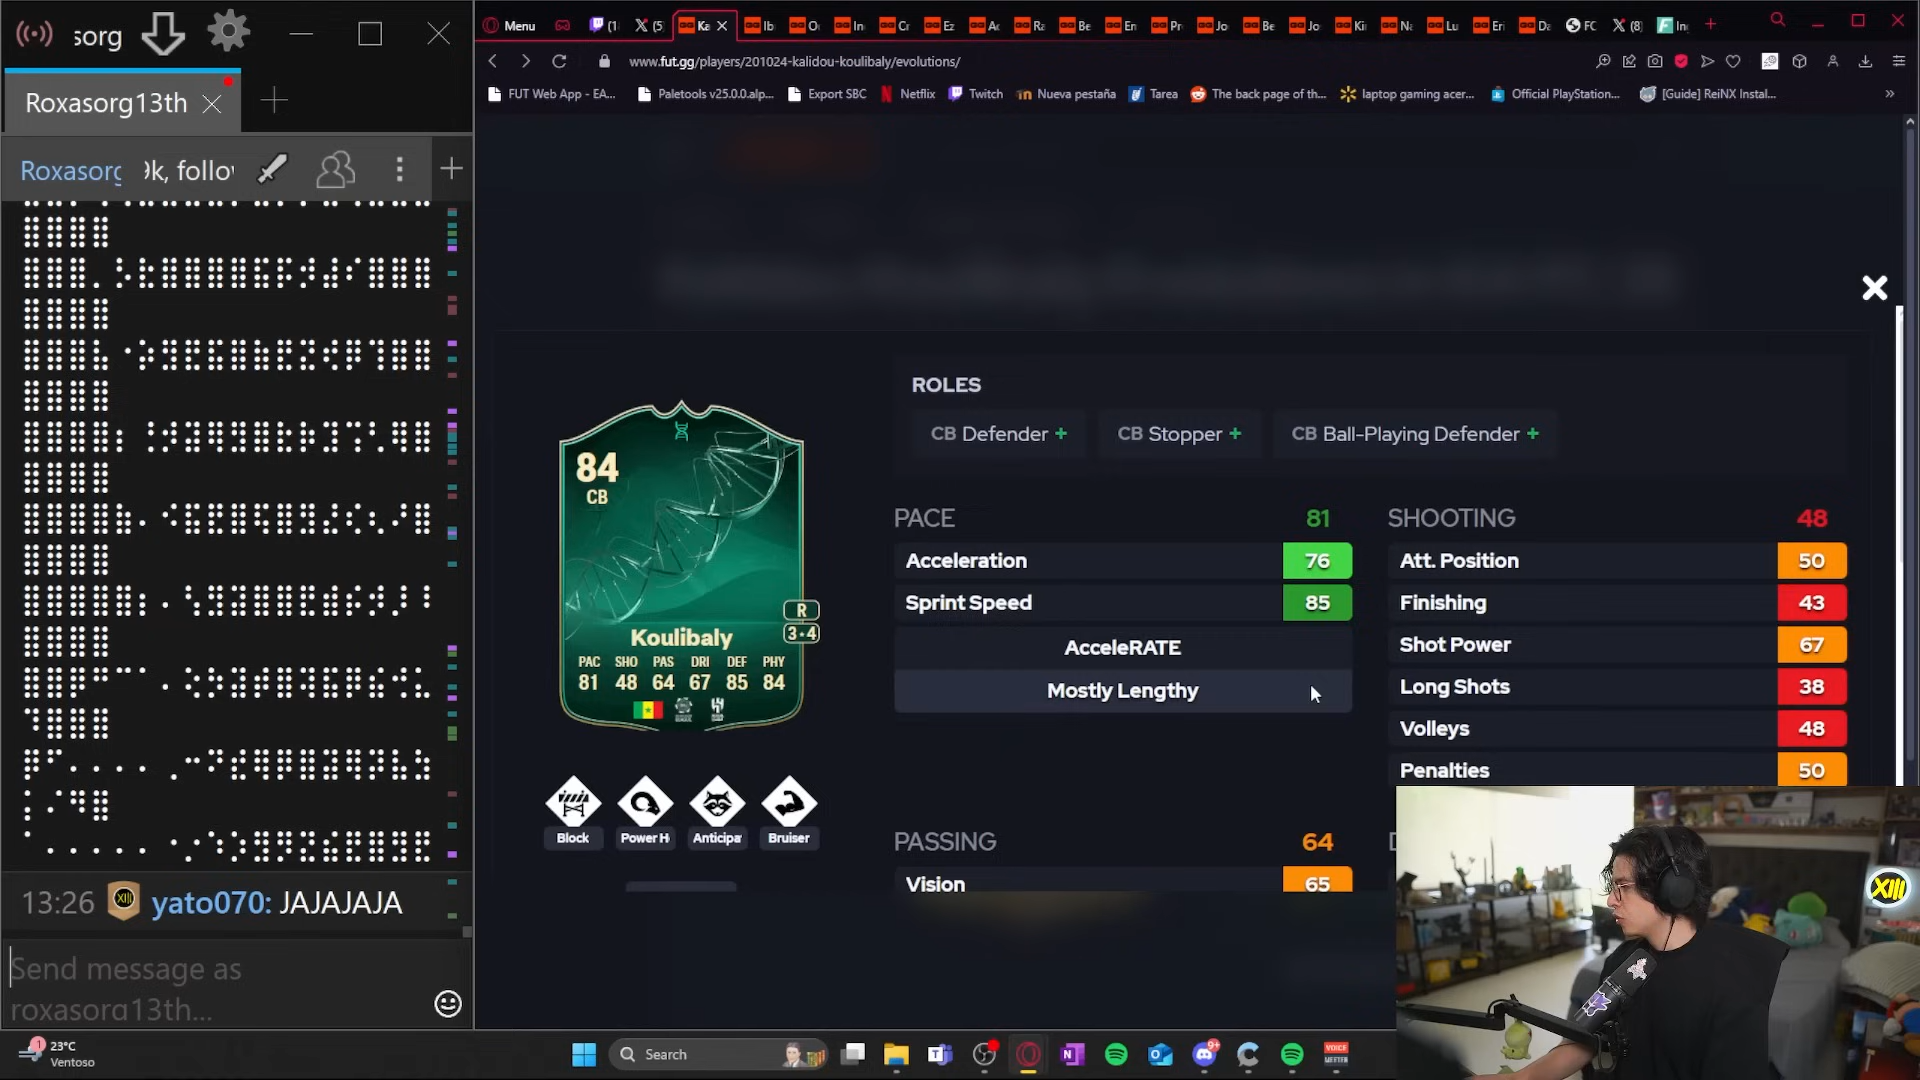 sorg
Roxasorg13th
Roxasorg
Ok, follo
13:26 yato070: JAJAJAJA
Send message as
roxasorg13th...
Menu
www.fut.gg/players/201024-kalidou-koulibaly/evolutions/
FUT Web App - EA...
Paletools v25.0.0.alp...
Export SBC
Netflix
Twitch
Nueva pestaña
Tarea
The back page of th...
laptop gaming acer...
Official PlayStation...
[Guide] ReiNX Instal...
ROLES
CB Defender +
CB Stopper +
CB Ball-Playing Defender +
84
CB
R
3★4
Koulibaly
PAC SHO PAS DRI DEF PHY
81 48 64 67 85 84
Block
Power H
Anticipa
Bruiser
PACE 81
Acceleration 76
Sprint Speed 85
AcceleRATE
Mostly Lengthy
PASSING 64
Vision 65
SHOOTING 48
Att. Position 50
Finishing 43
Shot Power 67
Long Shots 38
Volleys 48
Penalties 50
XIII
1
23°C
Ventoso
Search
9+